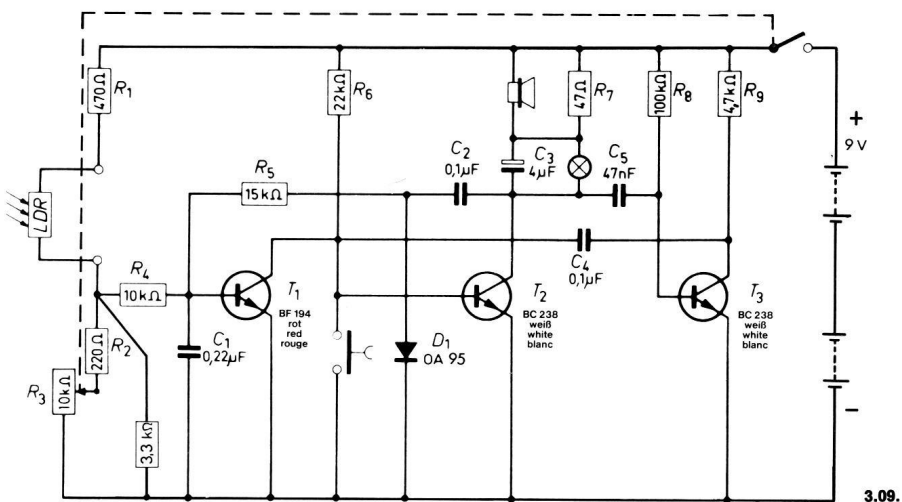 470Ω
R1
22kΩ
R6
47Ω
R7
100kΩ
R8
4,7kΩ
R9
+
9V
LDR
R5
15kΩ
C2
0,1µF
C3
4µF
C5
47nF
R4
10kΩ
T1
BF 194
rot
red
rouge
C4
0,1µF
T2
BC 238
weiß
white
blanc
T3
BC 238
weiß
white
blanc
C1
0,22µF
D1
OA 95
R2
220Ω
R3
10kΩ
3,3 kΩ
−
3.09.